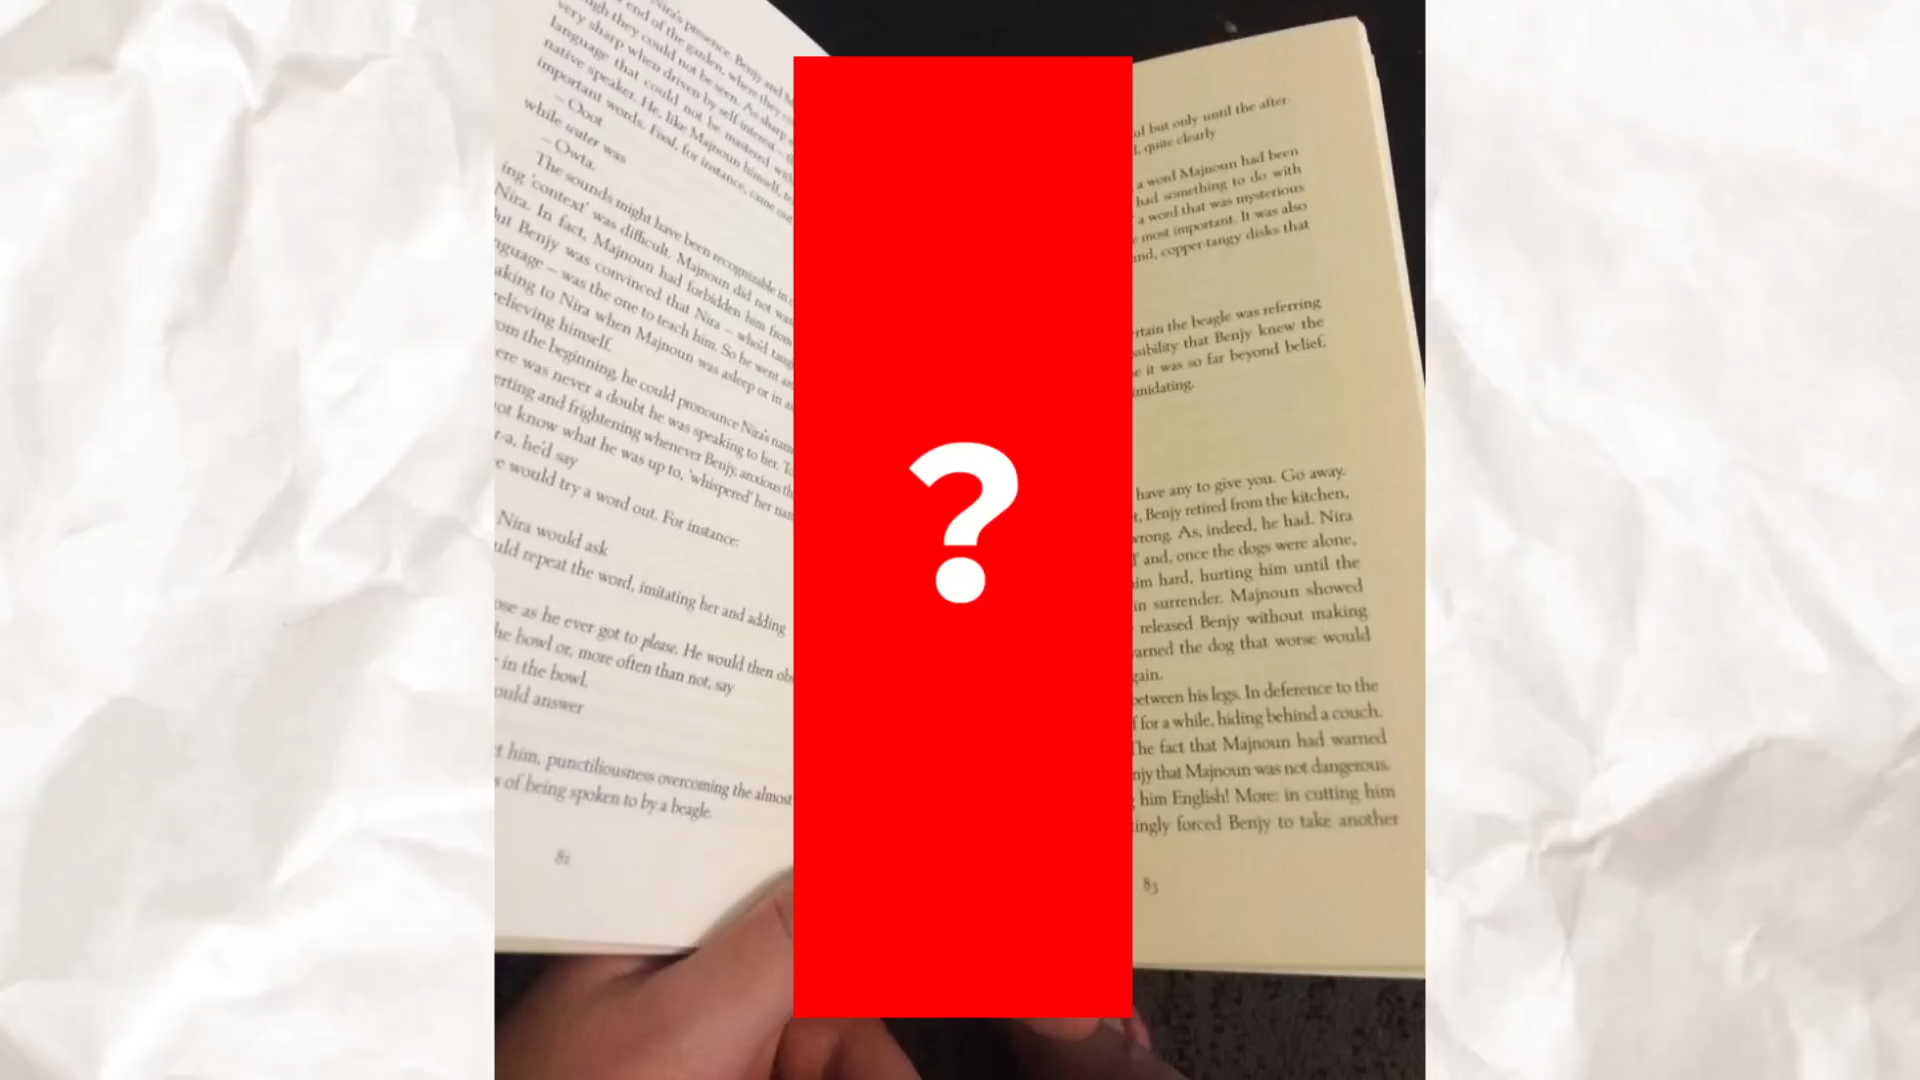 Nira's presence. Benjy and
end of the garden, where they
ugh they could not be seen. As sharp
very sharp when driven by self-interest –
language that could not be mastered
native speaker. He, like Majnoun himself,
important words. Food, for instance, came out
– Ooot
while water was
– Owta.
The sounds might have been recognizable in
ing 'context' was difficult. Majnoun did not
Nira. In fact, Majnoun had forbidden him from
ut Benjy was convinced that Nira – who'd
nguage – was the one to teach him. So he went
aking to Nira when Majnoun was asleep or in
relieving himself.
om the beginning, he could pronounce Nira's
ere was never a doubt he was speaking to her.
erting and frightening whenever Benjy, anxious
ot know what he was up to, 'whispered' her
r-a, he'd say
e would try a word out. For instance:
Nira would ask
uld repeat the word, imitating her and adding
ose as he ever got to please. He would then
he bowl or, more often than not, say
r in the bowl.
ould answer
t him, punctiliousness overcoming the almost
s of being spoken to by a beagle.
81
?
ul but only until the after-
l, quite clearly
a word Majnoun had been
had something to do with
a word that was mysterious
e most important. It was also
und, copper-tangy disks that
rtain the beagle was referring
ssibility that Benjy knew the
e it was so far beyond belief,
imidating.
have any to give you. Go away.
t, Benjy retired from the kitchen,
wrong. As, indeed, he had. Nira
and, once the dogs were alone,
im hard, hurting him until the
in surrender. Majnoun showed
released Benjy without making
arned the dog that worse would
gain.
between his legs. In deference to the
f for a while, hiding behind a couch.
The fact that Majnoun had warned
njy that Majnoun was not dangerous.
g him English! More: in cutting him
ingly forced Benjy to take another
83